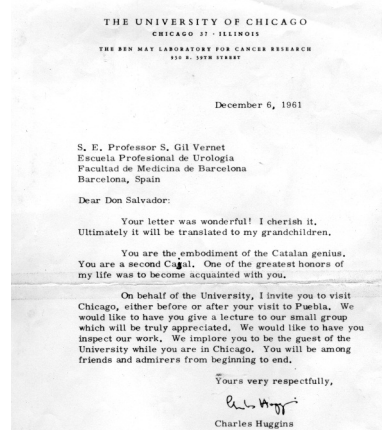 THE UNIVERSITY OF CHICAGO
CHICAGO 37 · ILLINOIS
THE BEN MAY LABORATORY FOR CANCER RESEARCH
950 E. 59TH STREET
December 6, 1961
S. E. Professor S. Gil Vernet
Escuela Profesional de Urologia
Facultad de Medicina de Barcelona
Barcelona, Spain
Dear Don Salvador:
Your letter was wonderful! I cherish it.
Ultimately it will be translated to my grandchildren.
You are the embodiment of the Catalan genius.
You are a second Cajal. One of the greatest honors of
my life was to become acquainted with you.
On behalf of the University, I invite you to visit
Chicago, either before or after your visit to Puebla. We
would like to have you give a lecture to our small group
which will be truly appreciated. We would like to have you
inspect our work. We implore you to be the guest of the
University while you are in Chicago. You will be among
friends and admirers from beginning to end.
Yours very respectfully,
Charles Huggins